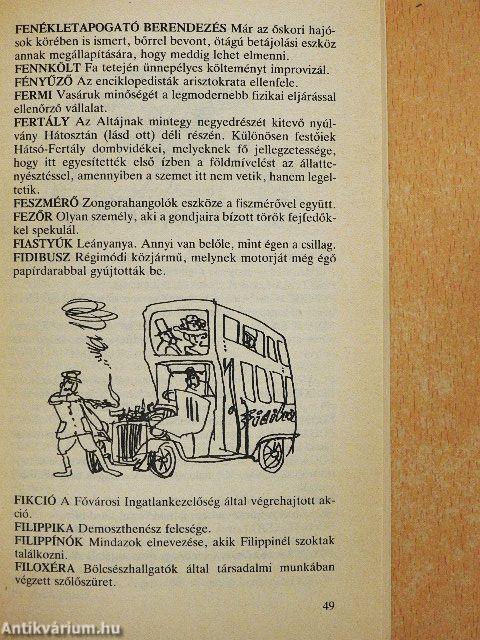 FENÉKLETAPOGATÓ BERENDEZÉS Már az őskori hajó-
sok körében is ismert, bőrrel bevont, ötágú betájolási eszköz
annak megállapítására, hogy meddig lehet elmenni.
FENNKÖLT Fa tetején ünnepélyes költeményt improvizál.
FÉNYŰZŐ Az enciklopédisták arisztokrata ellenfele.
FERMI Vasáruk minőségét a legmodernebb fizikai eljárással
ellenőrző vállalat.
FERTÁLY Az Altájnak mintegy negyedrészét kitevő nyúl-
vány Hátosztán (lásd ott) déli részén. Különösen festőiek
Hátsó-Fertály dombvidékei, melyeknek fő jellegzetessége,
hogy itt egyesítették első ízben a földmívelést az állatte-
nyésztéssel, amennyiben a szemet itt nem vetik, hanem legel-
tetik.
FESZMÉRŐ Zongorahangolók eszköze a fiszmérővel együtt.
FEZŐR Olyan személy, aki a gondjaira bízott török fejfedők-
kel spekulál.
FIASTYÚK Leányanya. Annyi van belőle, mint égen a csillag.
FIDIBUSZ Régimódi közjármű, melynek motorját még égő
papírdarabbal gyújtották be.
Fidibusz
FIKCIÓ A Fővárosi Ingatlankezelőség által végrehajtott ak-
ció.
FILIPPIKA Demoszthenész felesége.
FILIPPÍNÓK Mindazok elnevezése, akik Filippinél szoktak
találkozni.
FILOXÉRA Bölcsészhallgatók által társadalmi munkában
végzett szőlőszüret.
49
Antikvárium.hu